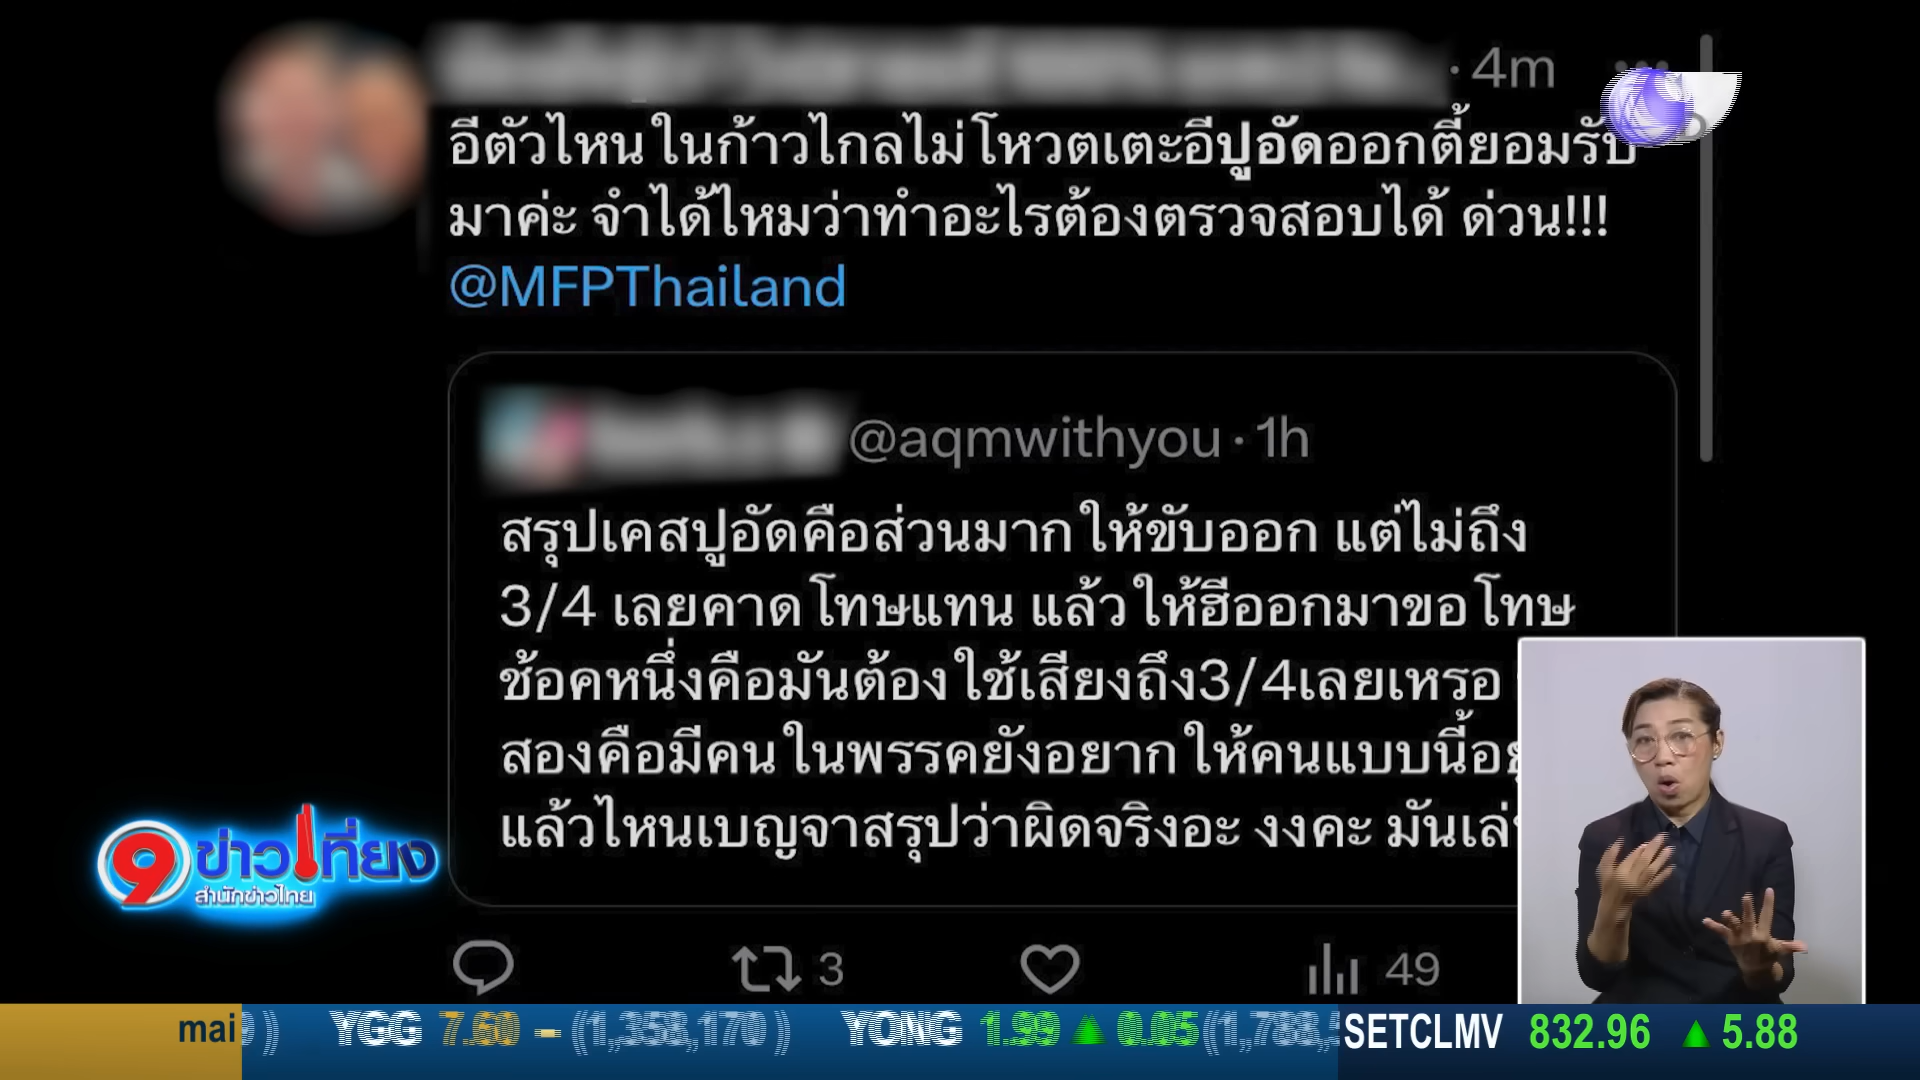 · 4m
อีตัวไหนในก้าวไกลไม่โหวตเตะอีปูอัดออกตี้ยอมรับ
มาค่ะ จำได้ไหมว่าทำอะไรต้องตรวจสอบได้ ด่วน!!!
@MFPThailand
@aqmwithyou · 1h
สรุปเคสปูอัดคือส่วนมากให้ขับออก แต่ไม่ถึง
3/4 เลยคาดโทษแทน แล้วให้ฮีออกมาขอโทษ
ช้อคหนึ่งคือมันต้องใช้เสียงถึง3/4เลยเหรอ
สองคือมีคนในพรรคยังอยากให้คนแบบนี้
แล้วไหนเบญจาสรุปว่าผิดจริงอะ งงคะ
3
49
9 ข่าวเที่ยง
สำนักข่าวไทย
mai YGG 7.60 – (1,358,170) YONG 1.99 ▲ 0.05 SETCLMV 832.96 ▲ 5.88